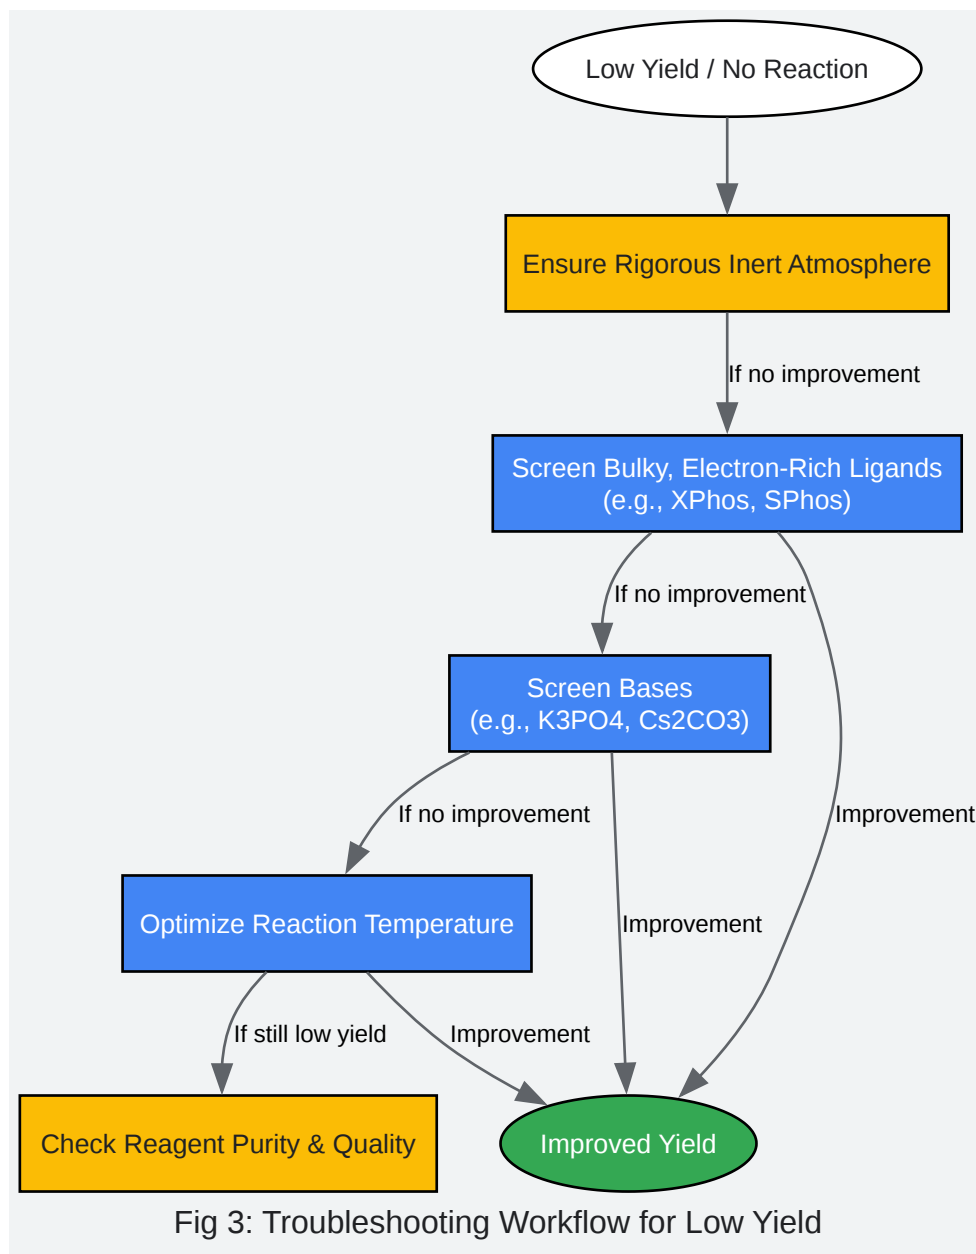 Low Yield / No Reaction
Ensure Rigorous Inert Atmosphere
If no improvement
Screen Bulky, Electron-Rich Ligands
(e.g., XPhos, SPhos)
If no improvement
Screen Bases
(e.g., K3PO4, Cs2CO3)
If no improvement
Improvement
Optimize Reaction Temperature
Improvement
If still low yield
Improvement
Check Reagent Purity & Quality
Improved Yield
Fig 3: Troubleshooting Workflow for Low Yield